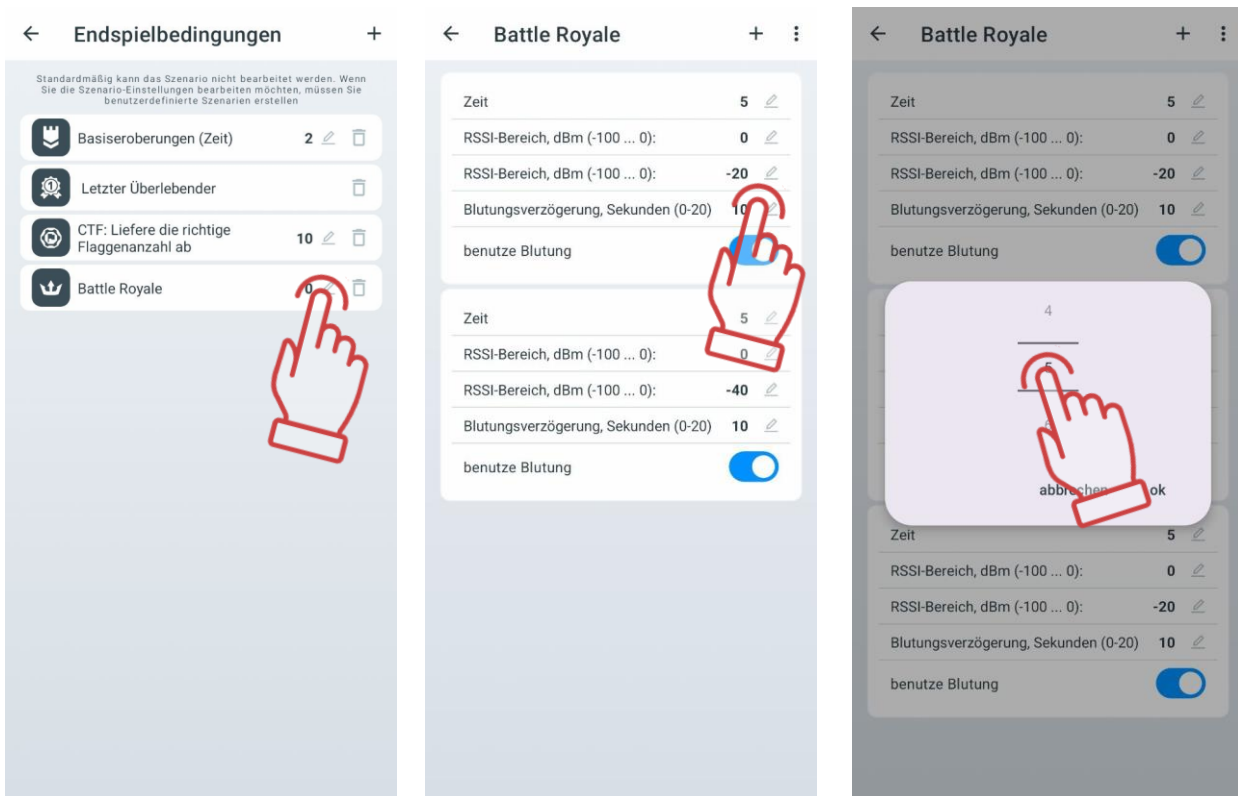 Endspielbedingungen
Standardmäßig kann das Szenario nicht bearbeitet werden. Wenn
Sie die Szenario-Einstellungen bearbeiten möchten, müssen Sie
benutzerdefinierte Szenarien erstellen
Basiseroberungen (Zeit) 2
Letzter Überlebender
CTF: Liefere die richtige
Flaggenanzahl ab 10
Battle Royale 0
Battle Royale
Zeit 5
RSSI-Bereich, dBm (-100 ... 0): 0
RSSI-Bereich, dBm (-100 ... 0): -20
Blutungsverzögerung, Sekunden (0-20) 10
benutze Blutung
Zeit 5
RSSI-Bereich, dBm (-100 ... 0): 0
RSSI-Bereich, dBm (-100 ... 0): -40
Blutungsverzögerung, Sekunden (0-20) 10
benutze Blutung
Battle Royale
Zeit 5
RSSI-Bereich, dBm (-100 ... 0): 0
RSSI-Bereich, dBm (-100 ... 0): -20
Blutungsverzögerung, Sekunden (0-20) 10
benutze Blutung
4
5
6
abbrechen ok
Zeit 5
RSSI-Bereich, dBm (-100 ... 0): 0
RSSI-Bereich, dBm (-100 ... 0): -20
Blutungsverzögerung, Sekunden (0-20) 10
benutze Blutung